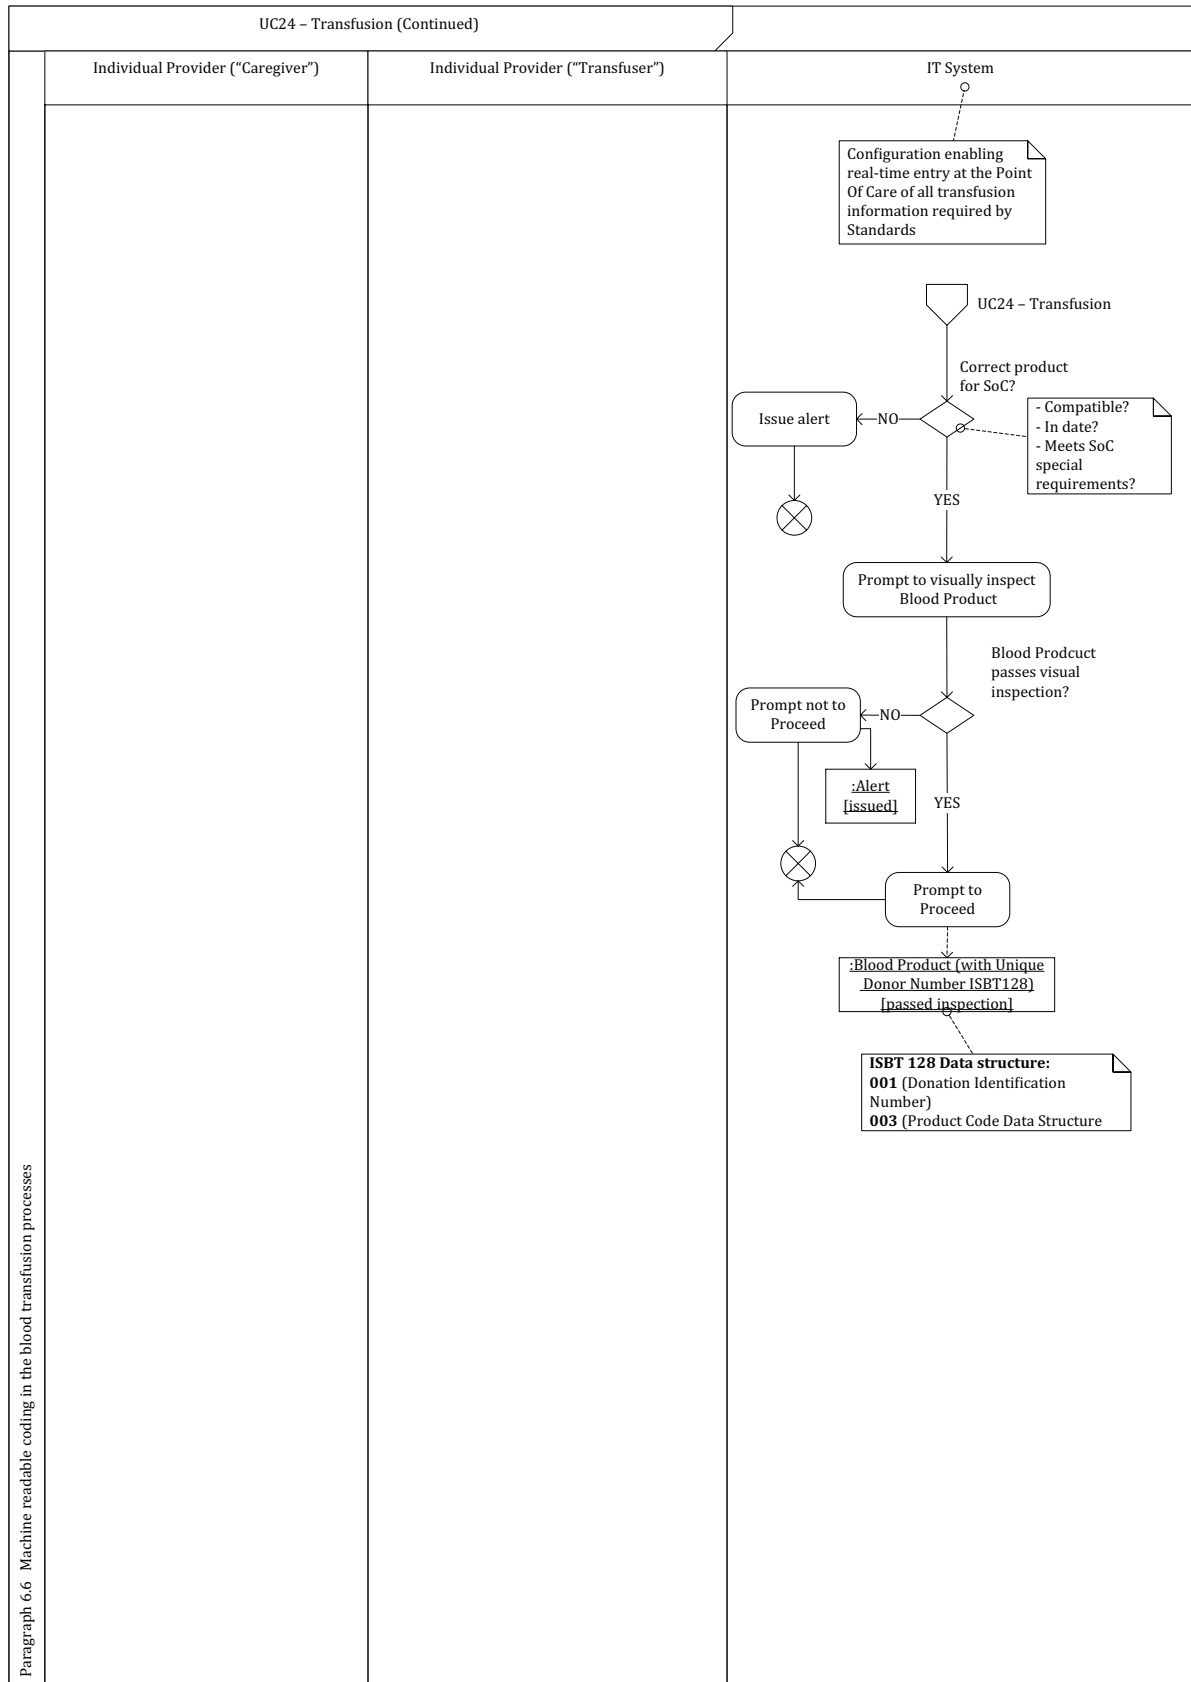 UC24 – Transfusion (Continued)
Individual Provider (“Caregiver”)
Individual Provider (“Transfuser”)
IT System
Configuration enabling
real-time entry at the Point
Of Care of all transfusion
information required by
Standards
UC24 – Transfusion
Correct product
for SoC?
Issue alert
NO
- Compatible?
- In date?
- Meets SoC
special
requirements?
YES
Prompt to visually inspect
Blood Product
Blood Prodcuct
passes visual
inspection?
Prompt not to
Proceed
NO
:Alert
[issued]
YES
Prompt to
Proceed
:Blood Product (with Unique
Donor Number ISBT128)
[passed inspection]
ISBT 128 Data structure:
001 (Donation Identification
Number)
003 (Product Code Data Structure
Paragraph 6.6 Machine readable coding in the blood transfusion processes